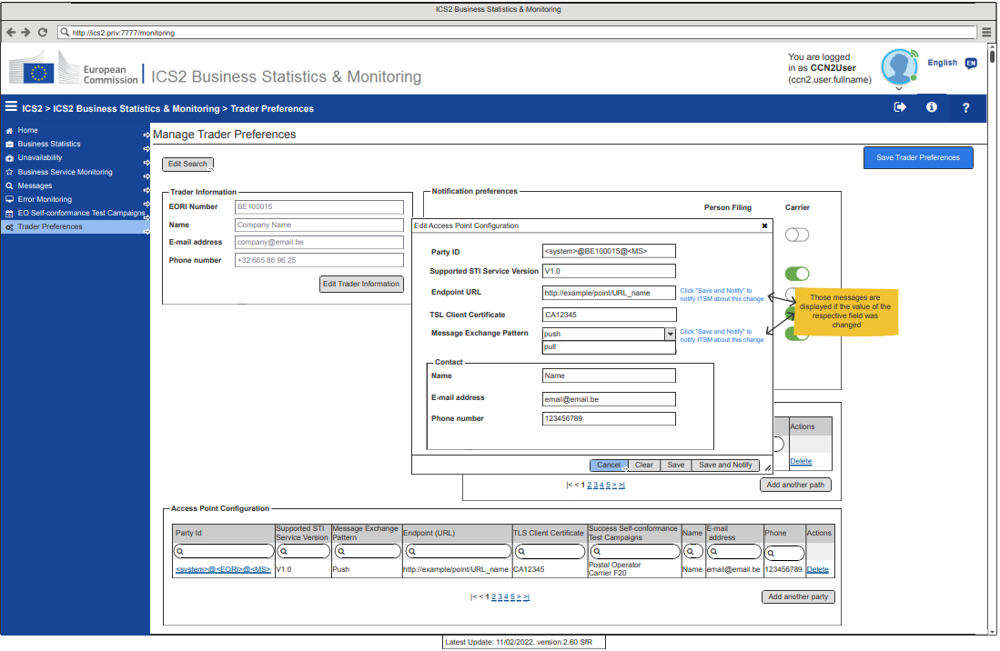 ICS2 Business Statistics & Monitoring
http://ics2.priv:7777/monitoring
European
Commission
ICS2 Business Statistics & Monitoring
You are logged
in as CCN2User
(ccn2.user.fullname)
English EN
ICS2 > ICS2 Business Statistics & Monitoring > Trader Preferences
?
Home
Business Statistics
Unavailability
Business Service Monitoring
Messages
Error Monitoring
EO Self-conformance Test Campaigns
Trader Preferences
Manage Trader Preferences
Edit Search
Save Trader Preferences
Trader Information
EORI Number BE100015
Name Company Name
E-mail address company@email.be
Phone number +32 665 86 96 25
Edit Trader Information
Notification preferences
Person Filing Carrier
Edit Access Point Configuration
Party ID <system>@BE100015@<MS>
Supported STI Service Version V1.0
Endpoint URL http://example/point/URL_name
Click "Save and Notify" to
notify ITSM about this change
TSL Client Certificate CA12345
Message Exchange Pattern push
pull
Click "Save and Notify" to
notify ITSM about this change
Those messages are
displayed if the value of the
respective field was
changed
Contact
Name Name
E-mail address email@email.be
Phone number 123456789
Cancel Clear Save Save and Notify
Actions
Delete
|< < 1 2 3 4 5 > >|
Add another path
Access Point Configuration
Party Id
Supported STI
Service Version
Message Exchange
Pattern
Endpoint (URL)
TLS Client Certificate
Success Self-conformance
Test Campaigns
Name
E-mail
address
Phone
Actions
<system>@<EORI>@<MS> V1.0 Push http://example/point/URL_name CA12345
Postal Operator
Carrier F20
Name email@email.be 123456789 Delete
|< < 1 2 3 4 5 > >|
Add another party
Latest Update: 11/02/2022, version 2.60 SfR